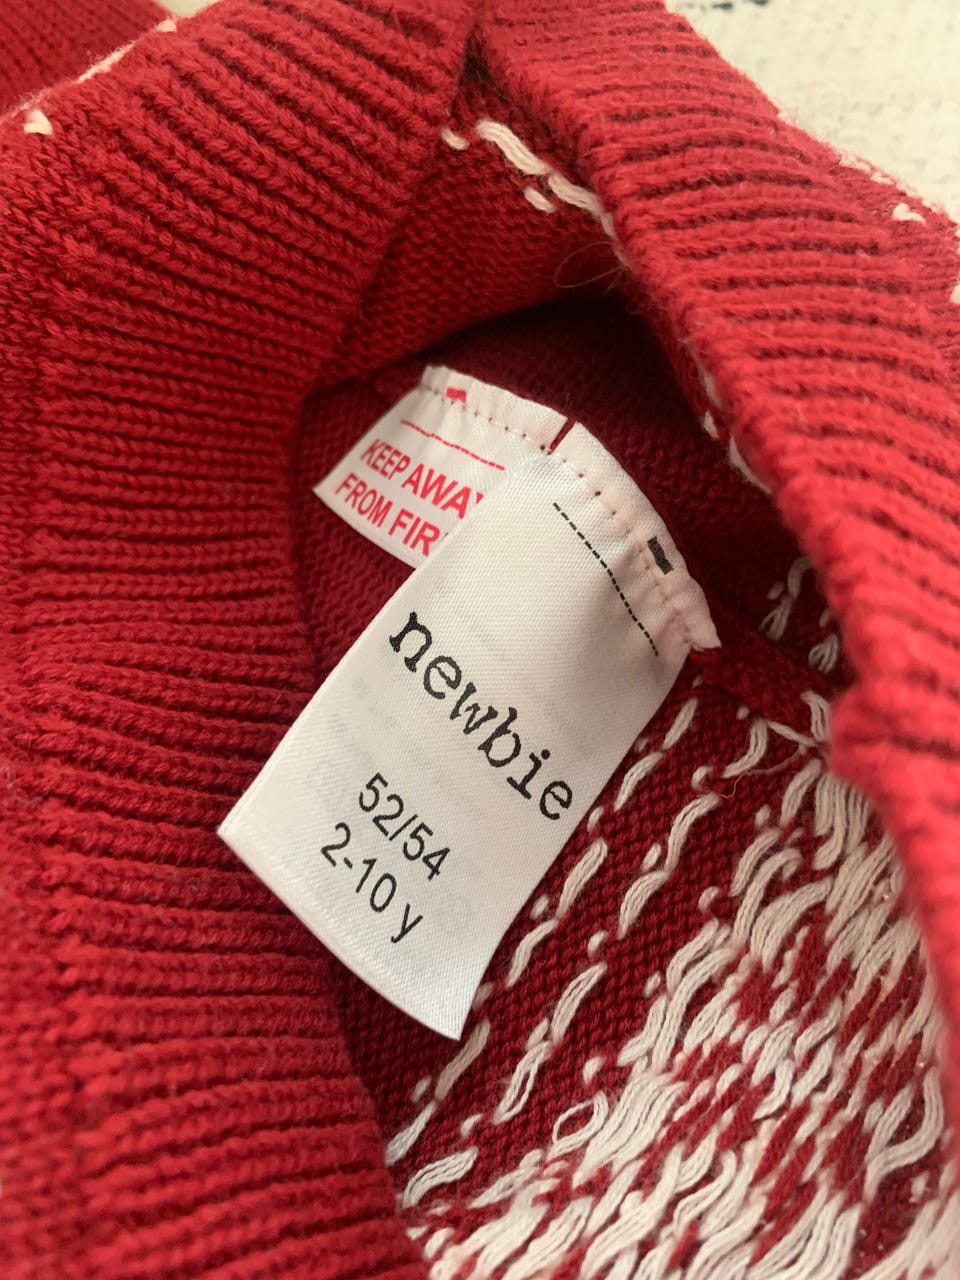 KEEP AWAY
FROM FIR
newbie
52/54
2-10 y